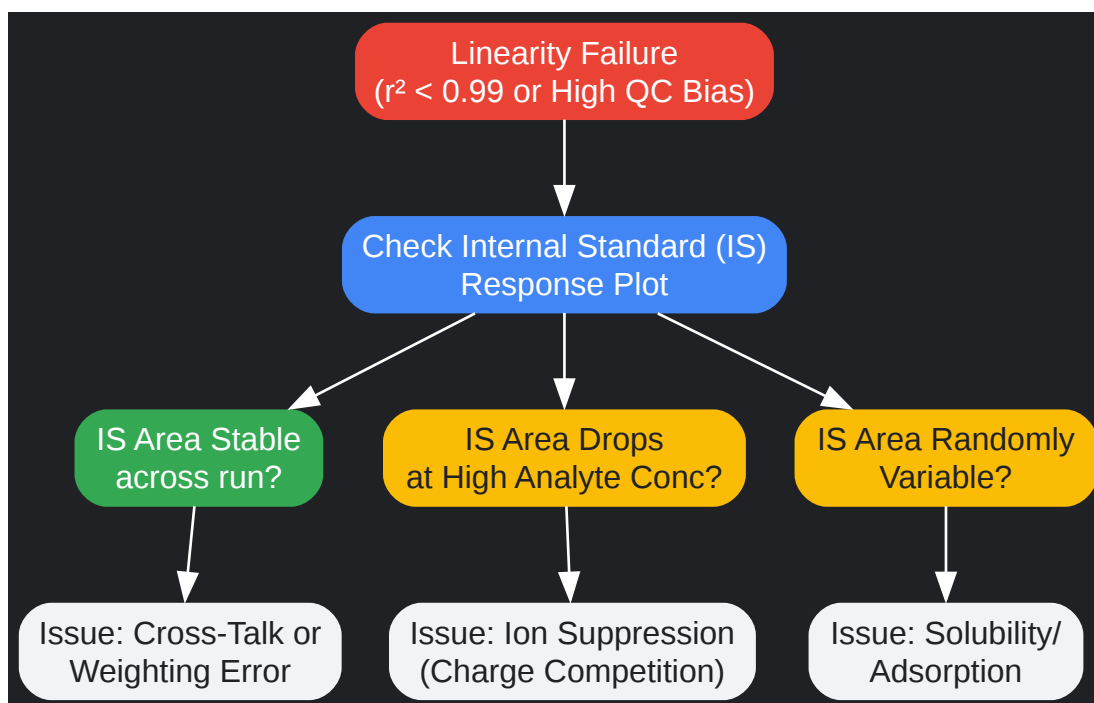 Linearity Failure
(r² < 0.99 or High QC Bias)
Check Internal Standard (IS)
Response Plot
IS Area Stable
across run?
IS Area Drops
at High Analyte Conc?
IS Area Randomly
Variable?
Issue: Cross-Talk or
Weighting Error
Issue: Ion Suppression
(Charge Competition)
Issue: Solubility/
Adsorption